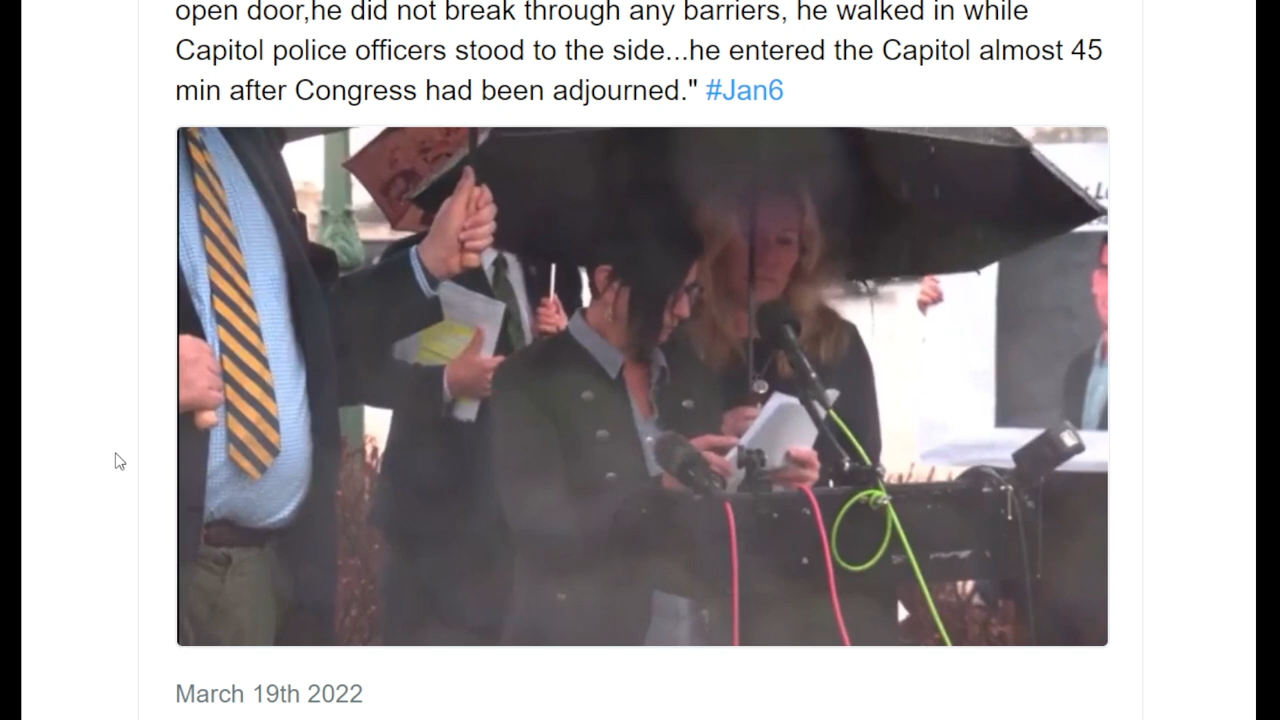 open door,he did not break through any barriers, he walked in while
Capitol police officers stood to the side...he entered the Capitol almost 45
min after Congress had been adjourned." #Jan6
March 19th 2022